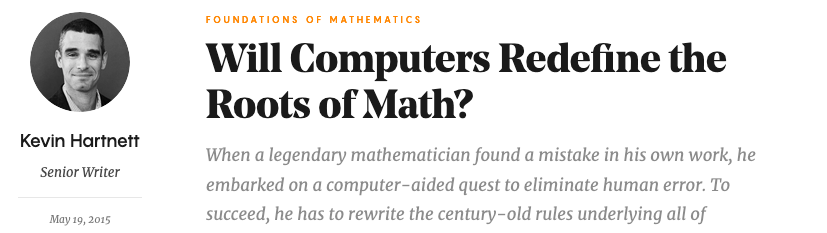 FOUNDATIONS OF MATHEMATICS
Will Computers Redefine the
Roots of Math?
Kevin Hartnett
Senior Writer
May 19, 2015
When a legendary mathematician found a mistake in his own work, he
embarked on a computer-aided quest to eliminate human error. To
succeed, he has to rewrite the century-old rules underlying all of